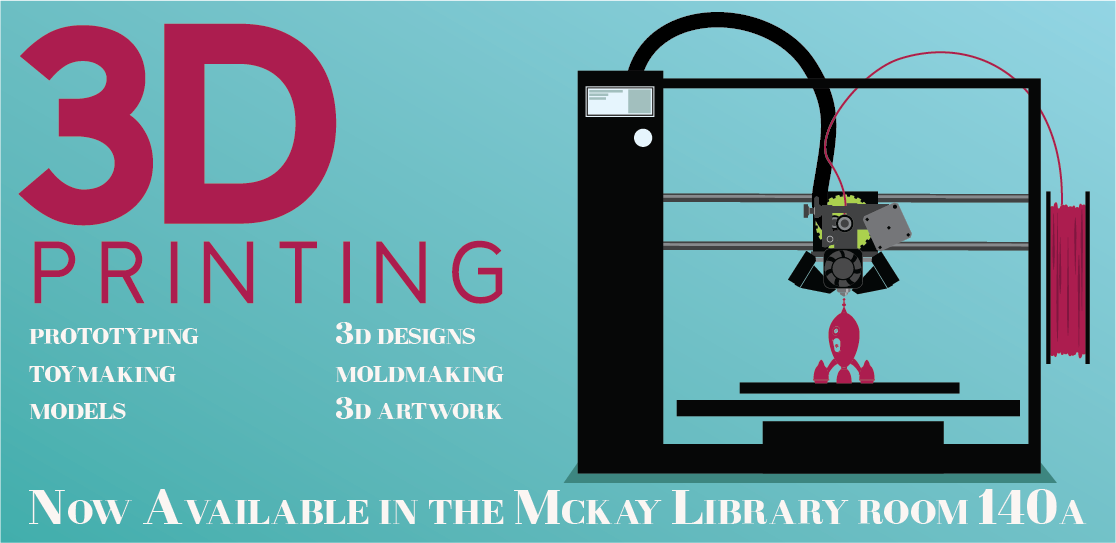 3D
PRINTING
PROTOTYPING
TOYMAKING
MODELS
3D DESIGNS
MOLDMAKING
3D ARTWORK
NOW AVAILABLE IN THE MCKAY LIBRARY ROOM 140A